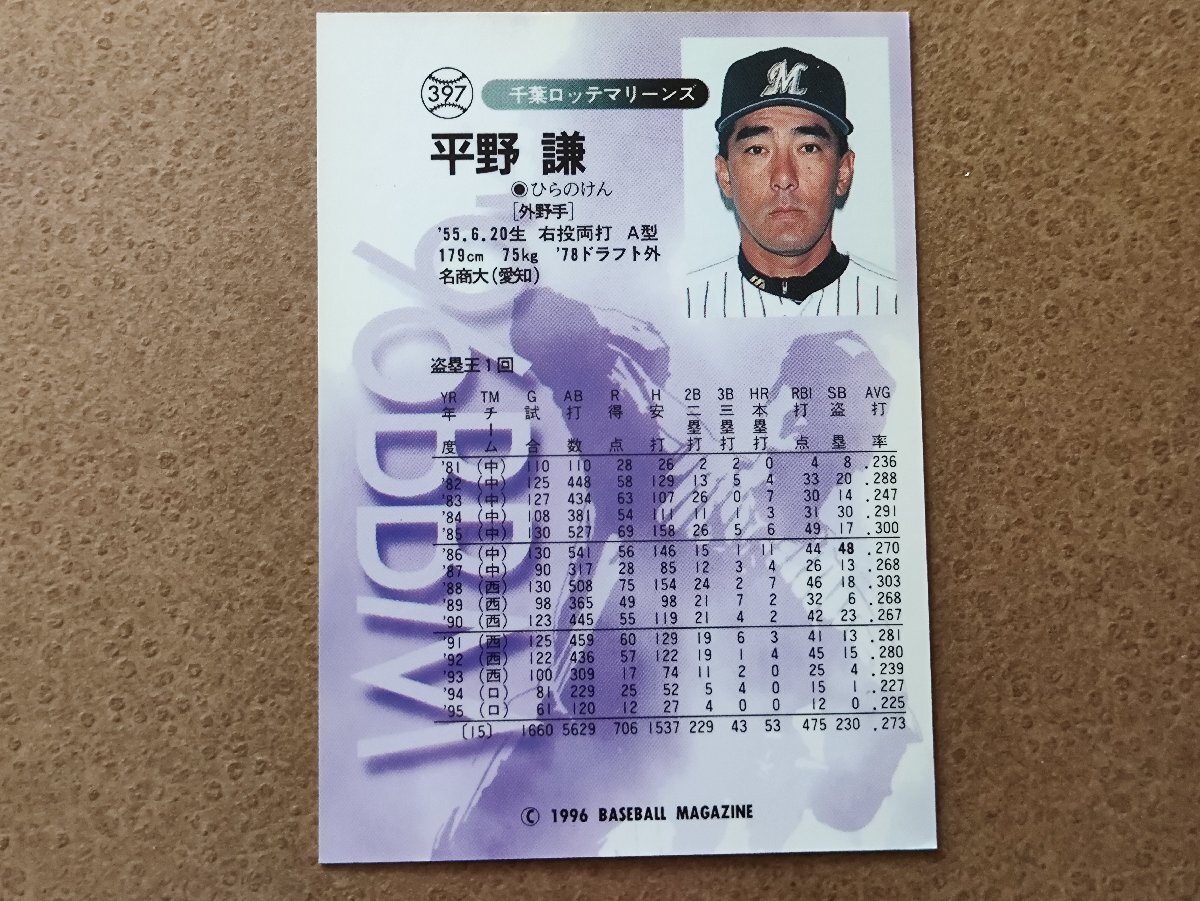 397 千葉ロッテマリーンズ
M
平野 謙
●ひらのけん
[外野手]
'55.6.20生 右投両打 A型
179cm 75kg '78ドラフト外
名商大(愛知)
'96 BBM
盗塁王1回
YR TM G AB R H 2B 3B HR RBI SB AVG
年度 チーム 試合 打数 得点 安打 二塁打 三塁打 本塁打 打点 盗塁 打率
'81 (中) 110 110 28 26 2 2 0 4 8 .236
'82 (中) 125 448 58 129 13 5 4 33 20 .288
'83 (中) 127 434 63 107 26 0 7 30 14 .247
'84 (中) 108 381 54 111 11 1 3 31 30 .291
'85 (中) 130 527 69 158 26 5 6 49 17 .300
'86 (中) 130 541 56 146 15 1 11 44 48 .270
'87 (中) 90 317 28 85 12 3 4 26 13 .268
'88 (西) 130 508 75 154 24 2 7 46 18 .303
'89 (西) 98 365 49 98 21 7 2 32 6 .268
'90 (西) 123 445 55 119 21 4 2 42 23 .267
'91 (西) 125 459 60 129 19 6 3 41 13 .281
'92 (西) 122 436 57 122 19 1 4 45 15 .280
'93 (西) 100 309 17 74 11 2 0 25 4 .239
'94 (ロ) 81 229 25 52 5 4 0 15 1 .227
'95 (ロ) 61 120 12 27 4 0 0 12 0 .225
[15] 1660 5629 706 1537 229 43 53 475 230 .273
© 1996 BASEBALL MAGAZINE